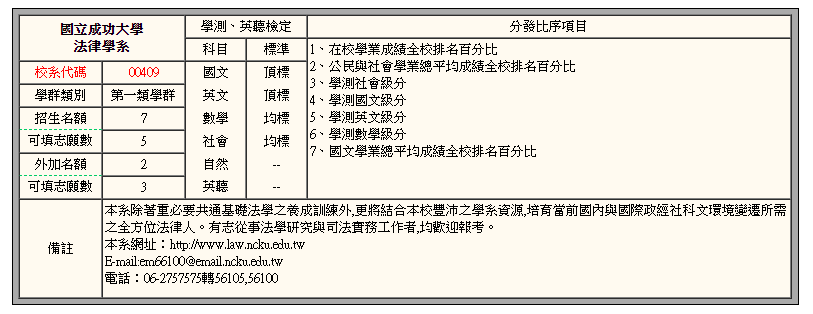 國立成功大學
法律學系
學測、英聽檢定
分發比序項目
科目 標準
1、在校學業成績全校排名百分比
2、公民與社會學業總平均成績全校排名百分比
3、學測社會級分
4、學測國文級分
5、學測英文級分
6、學測數學級分
7、國文學業總平均成績全校排名百分比
校系代碼 00409 國文 頂標
學群類別 第一類學群 英文 頂標
招生名額 7 數學 均標
可填志願數 5 社會 均標
外加名額 2 自然 --
可填志願數 3 英聽 --
備註
本系除著重必要共通基礎法學之養成訓練外,更將結合本校豐沛之學系資源,培育當前國內與國際政經社科文環境變遷所需
之全方位法律人。有志從事法學研究與司法實務工作者,均歡迎報考。
本系網址：http://www.law.ncku.edu.tw
E-mail:em66100@email.ncku.edu.tw
電話：06-2757575轉56105,56100